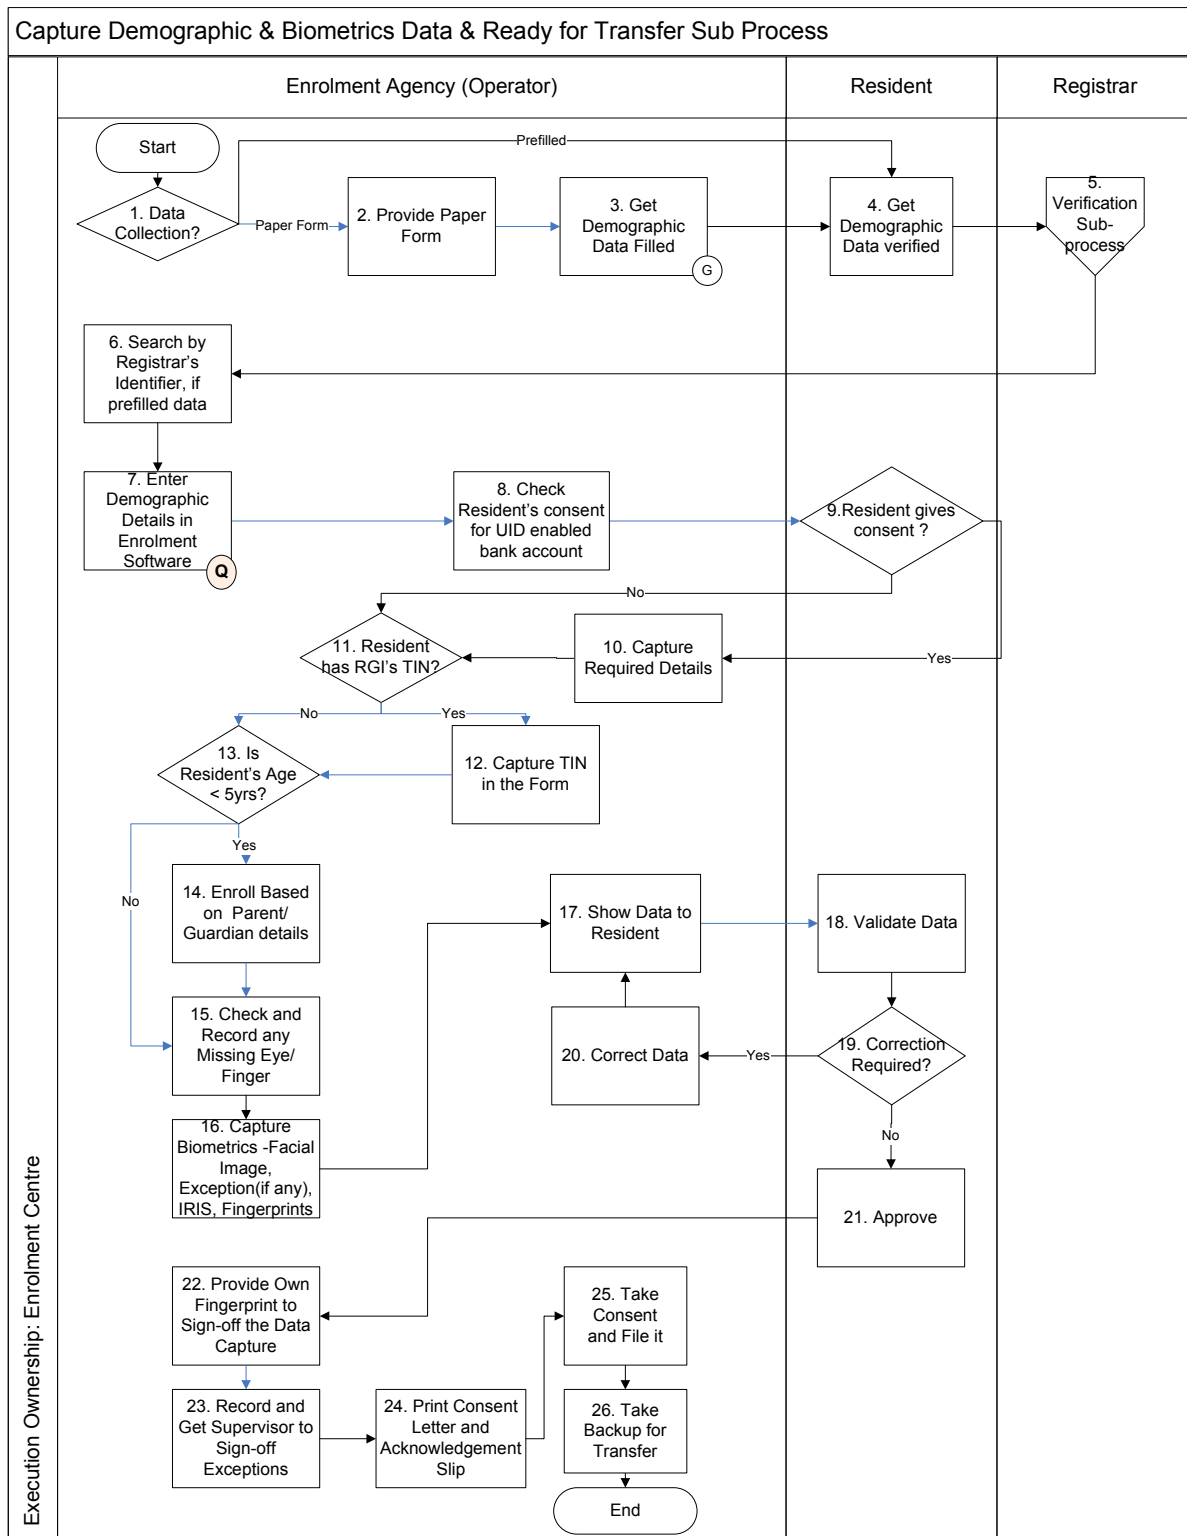 Capture Demographic & Biometrics Data & Ready for Transfer Sub Process
Execution Ownership: Enrolment Centre
Enrolment Agency (Operator)
Resident
Registrar
Start
Prefilled
1. Data
Collection?
Paper Form
2. Provide Paper
Form
3. Get
Demographic
Data Filled
G
4. Get
Demographic
Data verified
5.
Verification
Sub-
process
6. Search by
Registrar's
Identifier, if
prefilled data
7. Enter
Demographic
Details in
Enrolment
Software
Q
8. Check
Resident's consent
for UID enabled
bank account
9.Resident gives
consent ?
No
Yes
10. Capture
Required Details
11. Resident
has RGI's TIN?
No
Yes
12. Capture TIN
in the Form
13. Is
Resident's Age
< 5yrs?
Yes
No
14. Enroll Based
on Parent/
Guardian details
15. Check and
Record any
Missing Eye/
Finger
16. Capture
Biometrics -Facial
Image,
Exception(if any),
IRIS, Fingerprints
17. Show Data to
Resident
18. Validate Data
19. Correction
Required?
Yes
20. Correct Data
No
21. Approve
22. Provide Own
Fingerprint to
Sign-off the Data
Capture
23. Record and
Get Supervisor to
Sign-off
Exceptions
24. Print Consent
Letter and
Acknowledgement
Slip
25. Take
Consent
and File it
26. Take
Backup for
Transfer
End